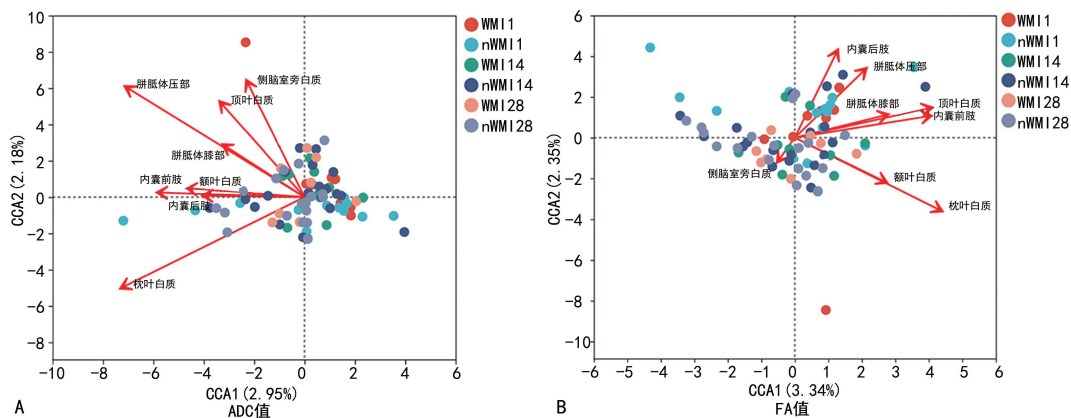 10
8
6
4
2
0
−2
−4
−6
−8
−6
−4
−2
0
2
4
6
CCA2(2.18%)
CCA1(2.95%)
ADC值
A
胼胝体压部
侧脑室旁白质
顶叶白质
胼胝体膝部
内囊前肢
额叶白质
内囊后肢
枕叶白质
WMI1
nWMI1
WMI14
nWMI14
WMI28
nWMI28
6
4
2
0
−2
−4
−6
−8
−10
−6
−5
−4
−3
−2
−1
0
1
2
3
4
5
6
CCA2(2.35%)
CCA1(3.34%)
FA值
B
内囊后肢
胼胝体压部
胼胝体膝部
顶叶白质
内囊前肢
侧脑室旁白质
额叶白质
枕叶白质
WMI1
nWMI1
WMI14
nWMI14
WMI28
nWMI28